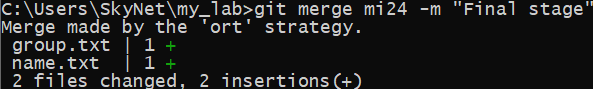 C:\Users\SkyNet\my_lab>git merge mi24 -m "Final stage"
Merge made by the 'ort' strategy.
 group.txt | 1 +
 name.txt  | 1 +
 2 files changed, 2 insertions(+)